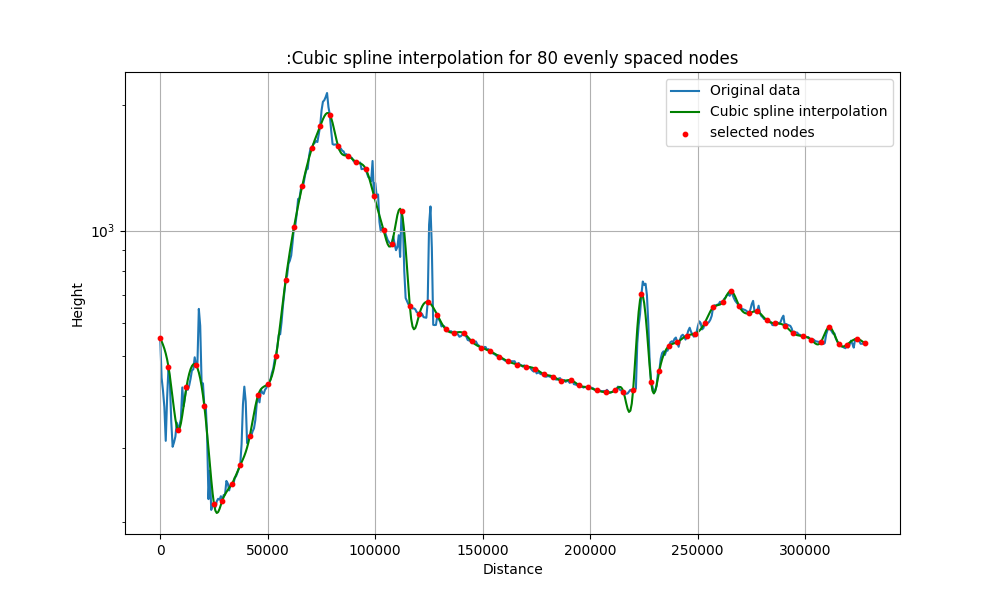 :Cubic spline interpolation for 80 evenly spaced nodes
Original data
Cubic spline interpolation
selected nodes
10³
Height
0 50000 100000 150000 200000 250000 300000
Distance